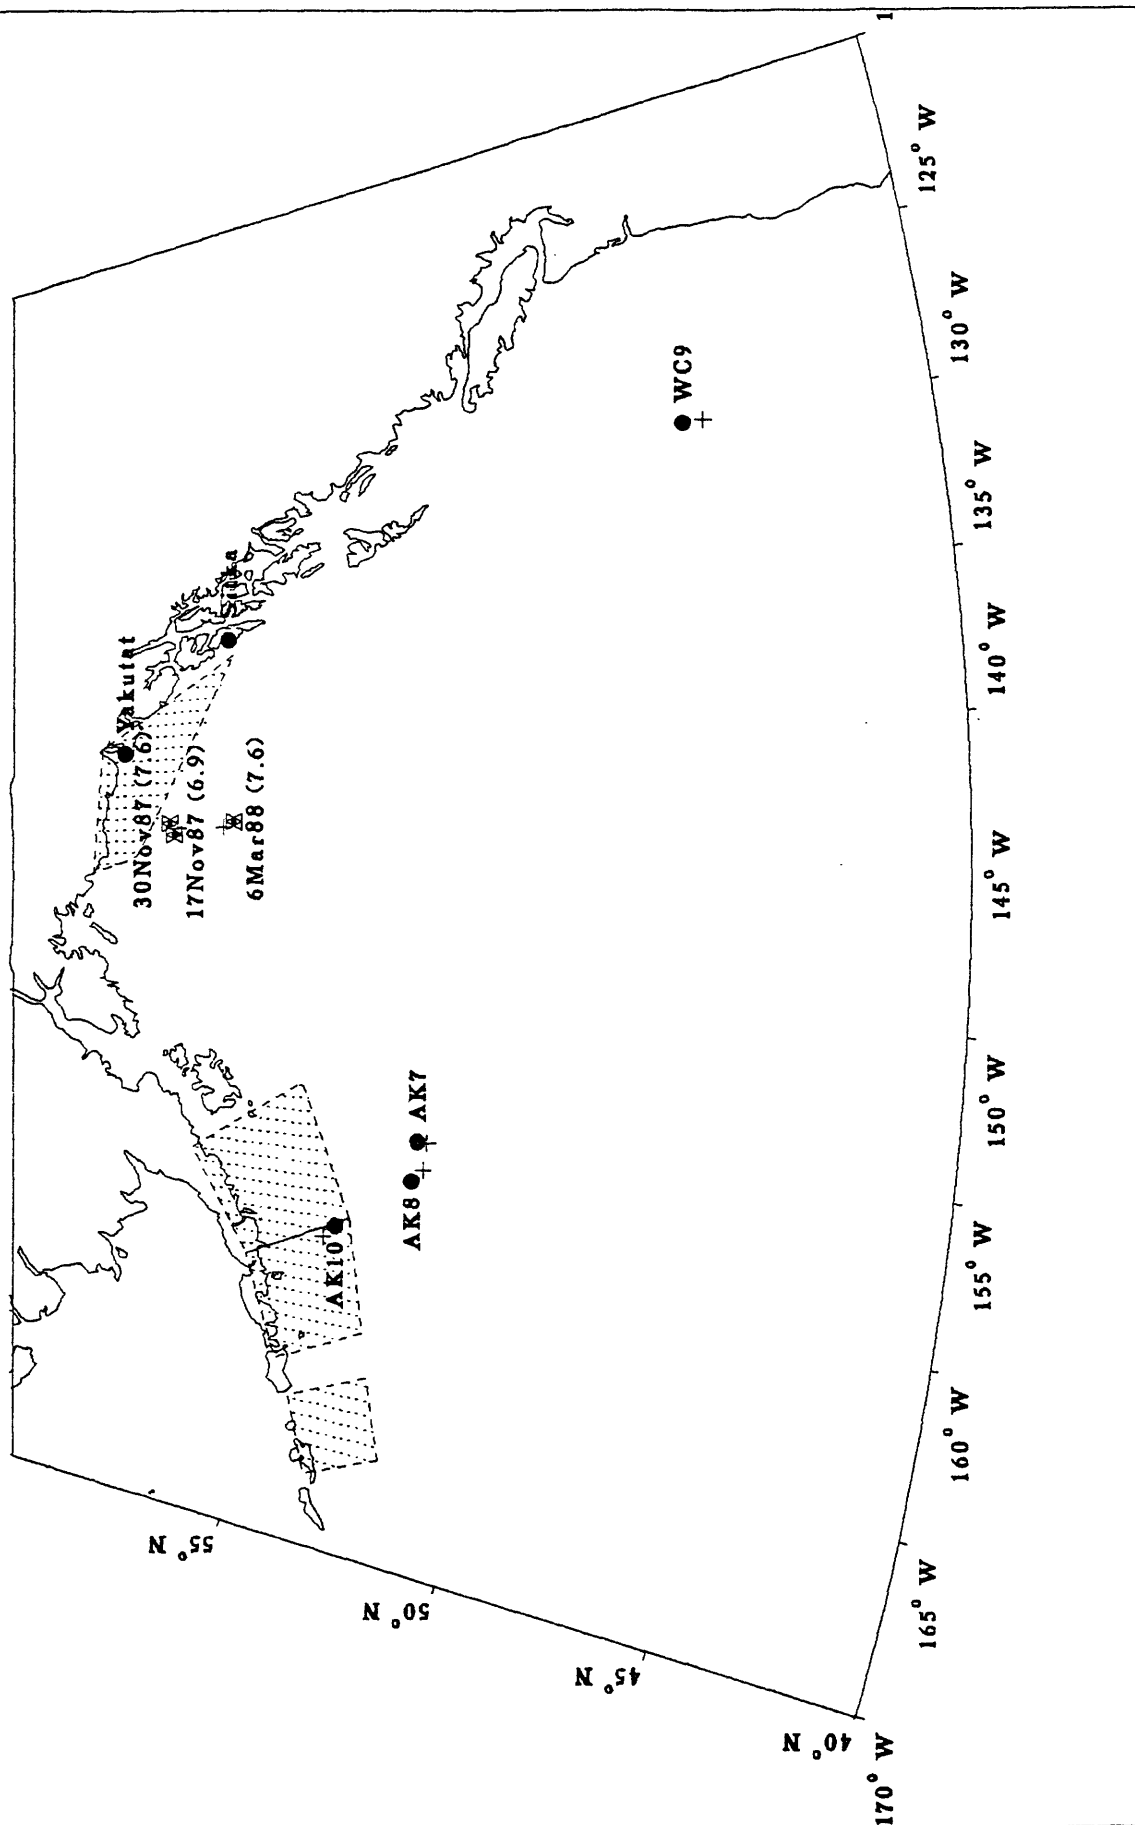 Yakutat
Sitka
30Nov87 (7.6)
17Nov87 (6.9)
6Mar88 (7.6)
AK7
AK8
AK10
WC9
55° N
50° N
45° N
40° N
170° W
165° W
160° W
155° W
150° W
145° W
140° W
135° W
130° W
125° W
1